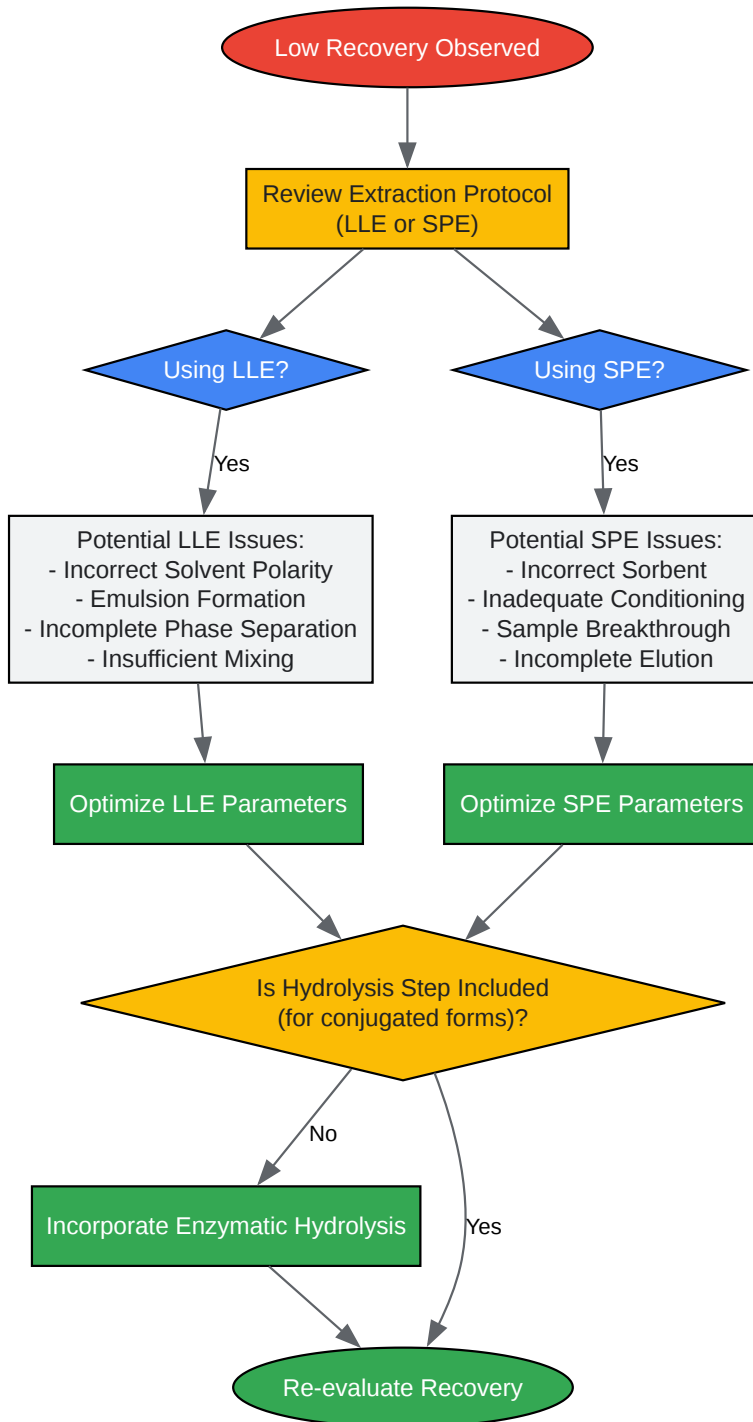 Low Recovery Observed
Review Extraction Protocol
(LLE or SPE)
Using LLE?
Using SPE?
Yes
Yes
Potential LLE Issues:
- Incorrect Solvent Polarity
- Emulsion Formation
- Incomplete Phase Separation
- Insufficient Mixing
Potential SPE Issues:
- Incorrect Sorbent
- Inadequate Conditioning
- Sample Breakthrough
- Incomplete Elution
Optimize LLE Parameters
Optimize SPE Parameters
Is Hydrolysis Step Included
(for conjugated forms)?
No
Incorporate Enzymatic Hydrolysis
Yes
Re-evaluate Recovery